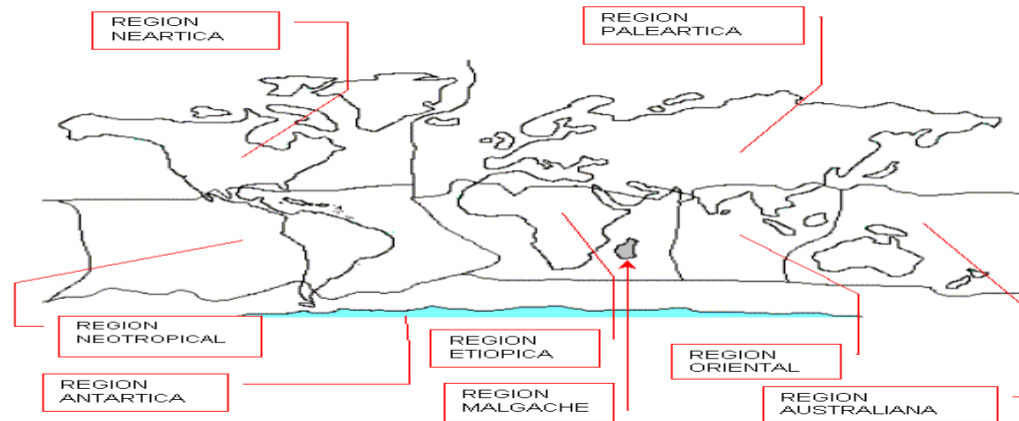 REGION
NEARTICA
REGION
PALEARTICA
REGION
NEOTROPICAL
REGION
ETIOPICA
REGION
ORIENTAL
REGION
ANTARTICA
REGION
MALGACHE
REGION
AUSTRALIANA